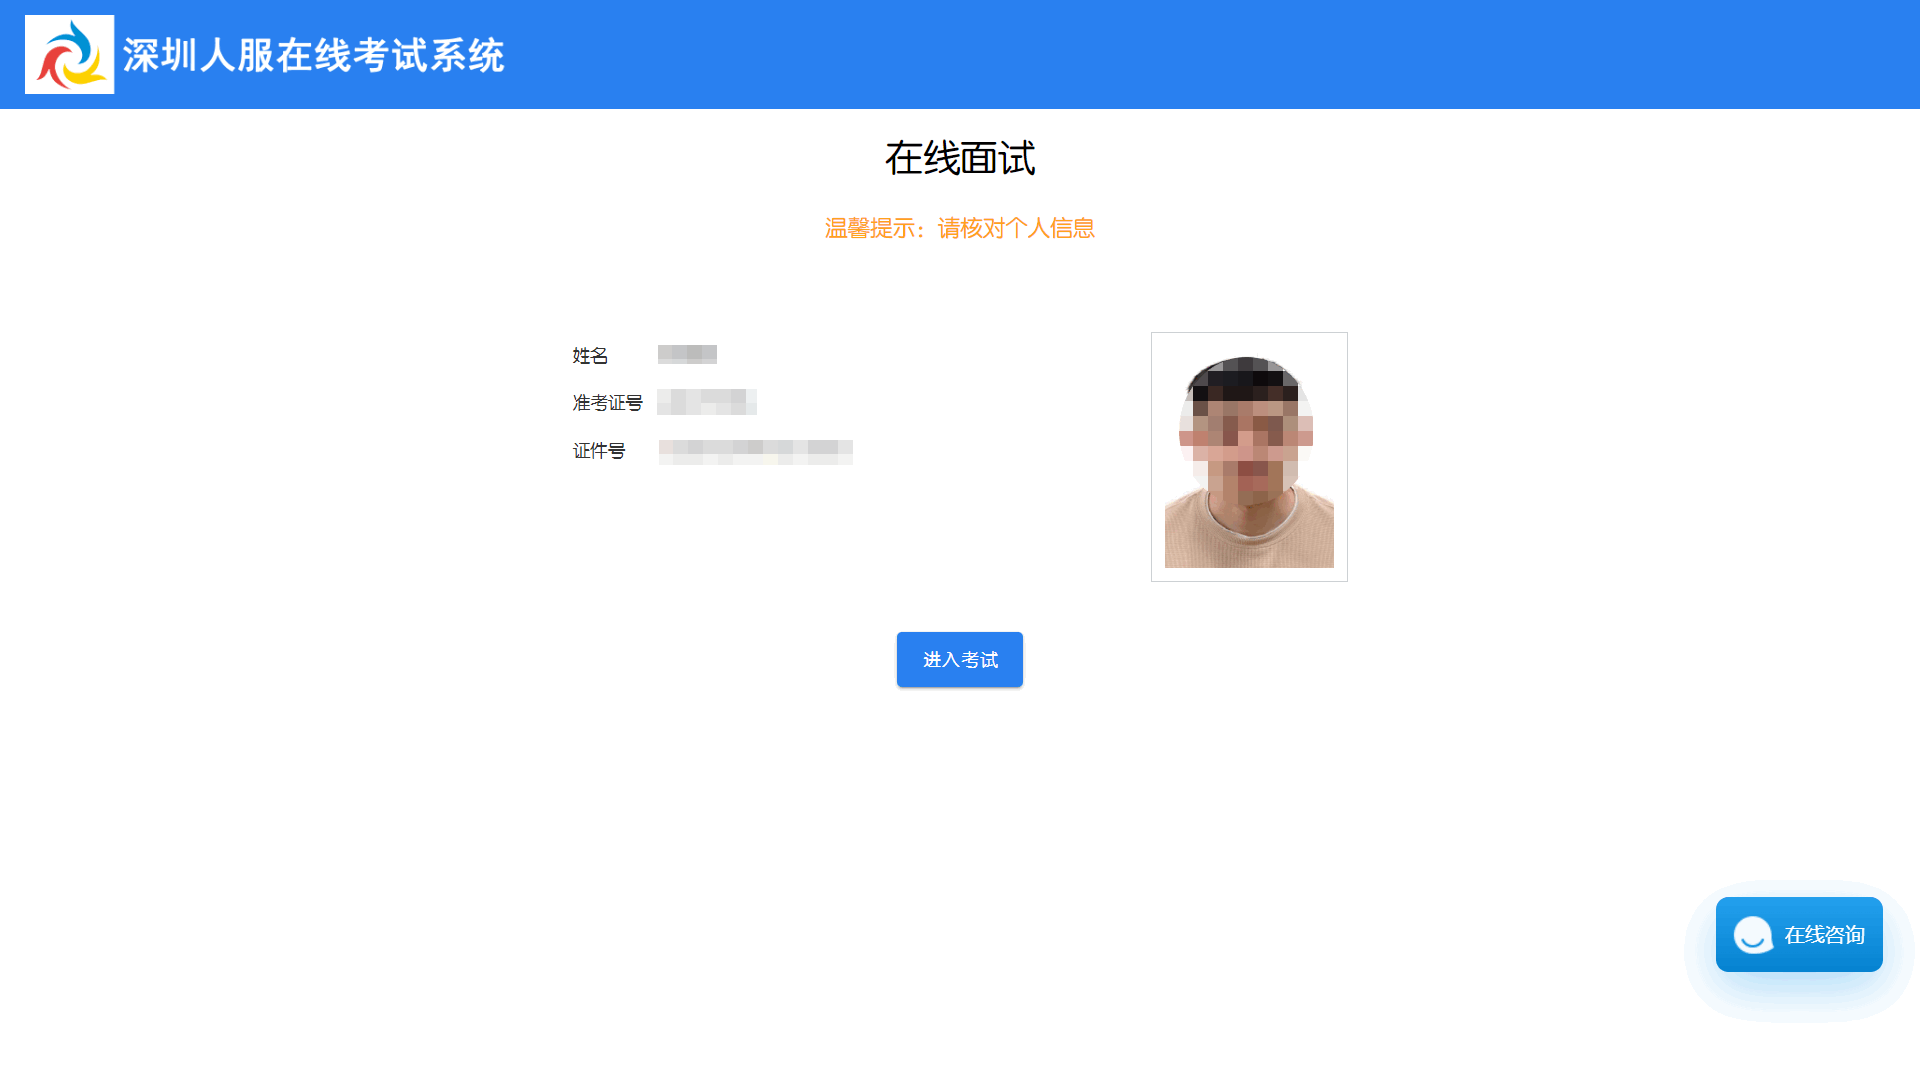 深圳人服在线考试系统
在线面试
温馨提示：请核对个人信息
姓名
准考证号
证件号
进入考试
在线咨询